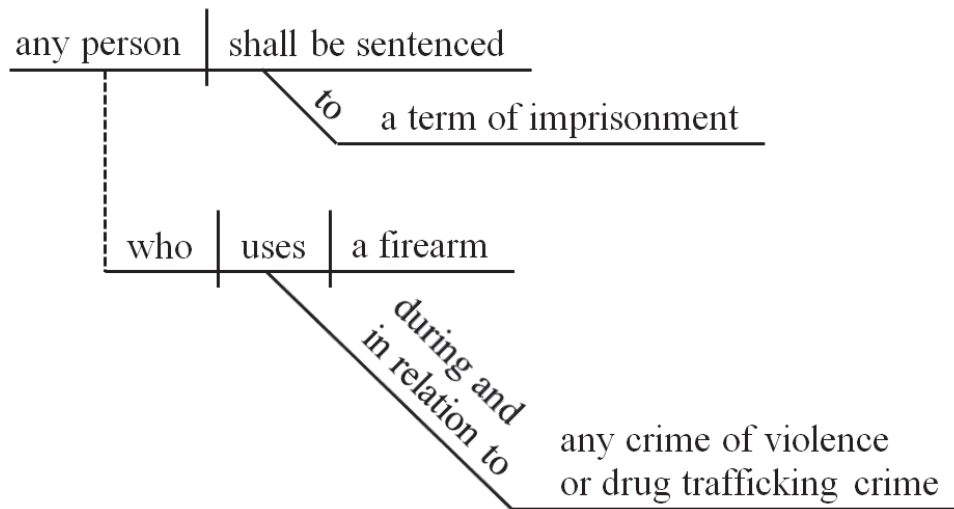 any person shall be sentenced
to
a term of imprisonment
who uses a firearm
during and
in relation to
any crime of violence
or drug trafficking crime